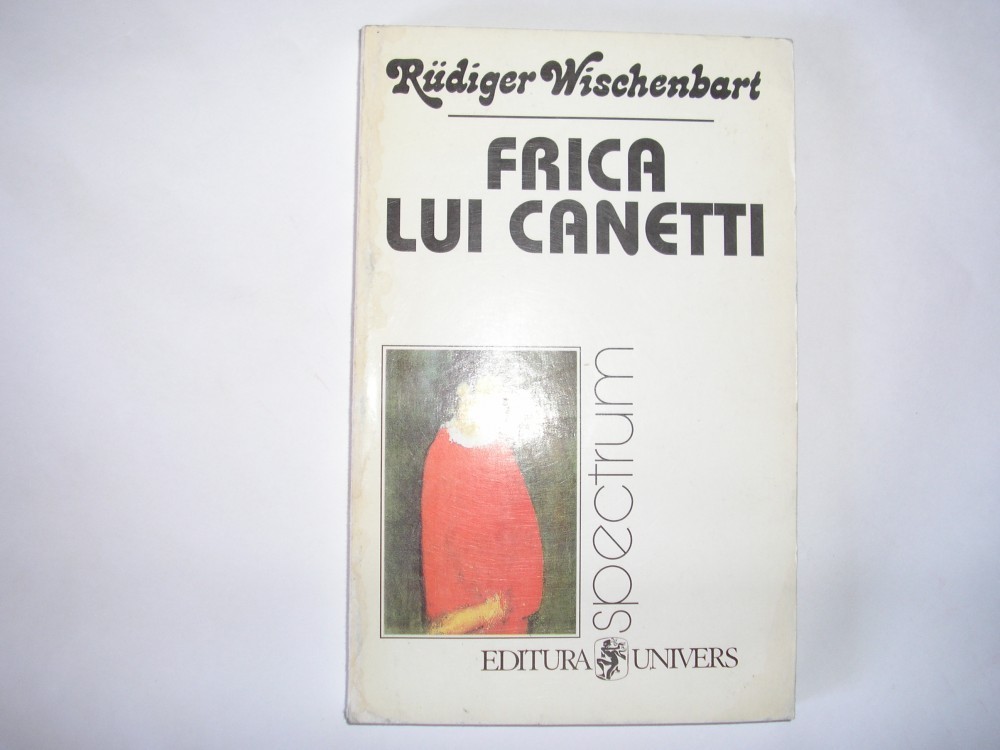 Rüdiger Wischenbart
FRICA
LUI CANETTI
spectrum
EDITURA UNIVERS